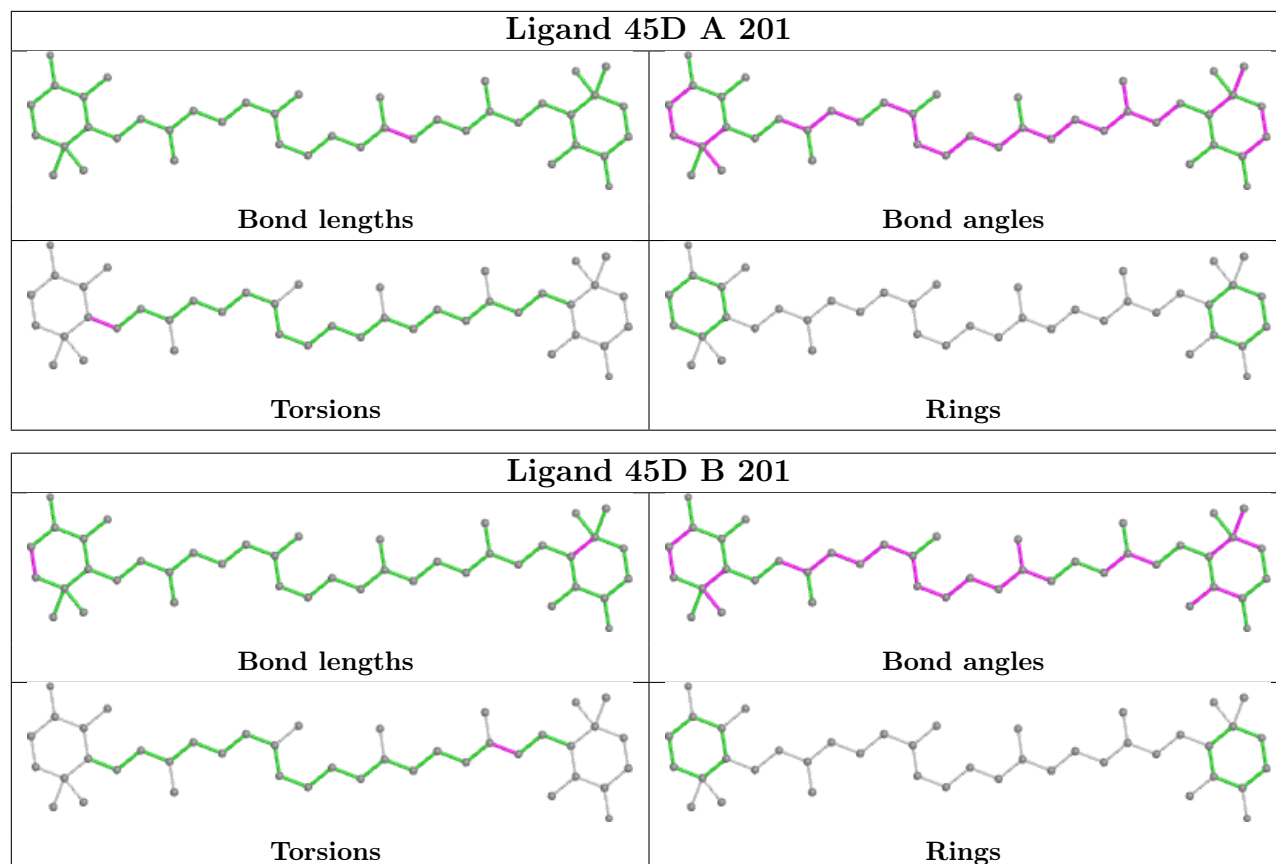 Ligand 45D A 201
Bond lengths
Bond angles
Torsions
Rings
Ligand 45D B 201
Bond lengths
Bond angles
Torsions
Rings